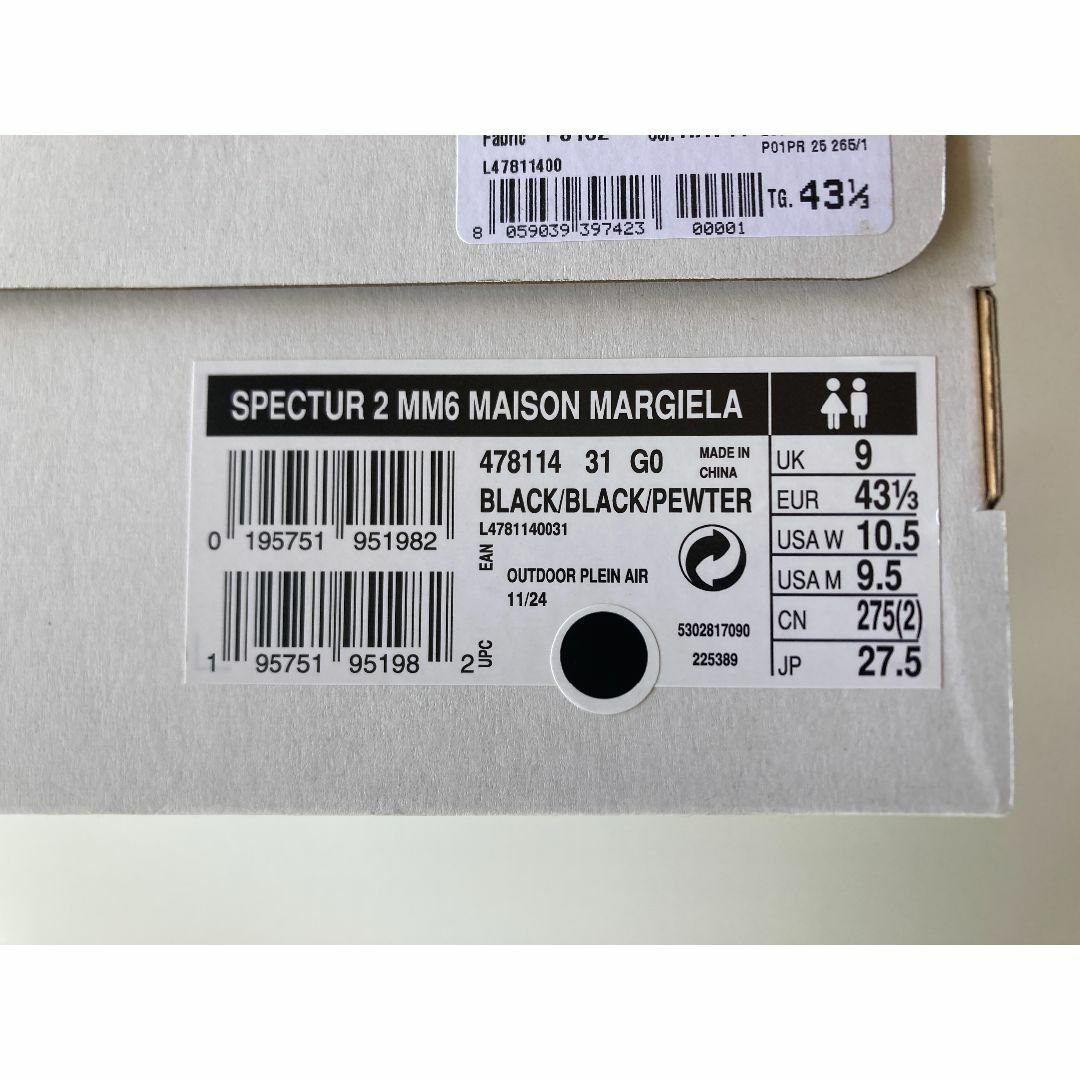 Fabric
P01PR 25 265/1
L47811400
TG. 43⅓
8 059039 397423 00001
SPECTUR 2 MM6 MAISON MARGIELA
478114 31 G0 MADE IN CHINA
BLACK/BLACK/PEWTER
L4781140031
0 195751 951982
EAN
OUTDOOR PLEIN AIR
11/24
1 95751 95198 2
UPC
5302817090
225389
UK 9
EUR 43⅓
USA W 10.5
USA M 9.5
CN 275(2)
JP 27.5